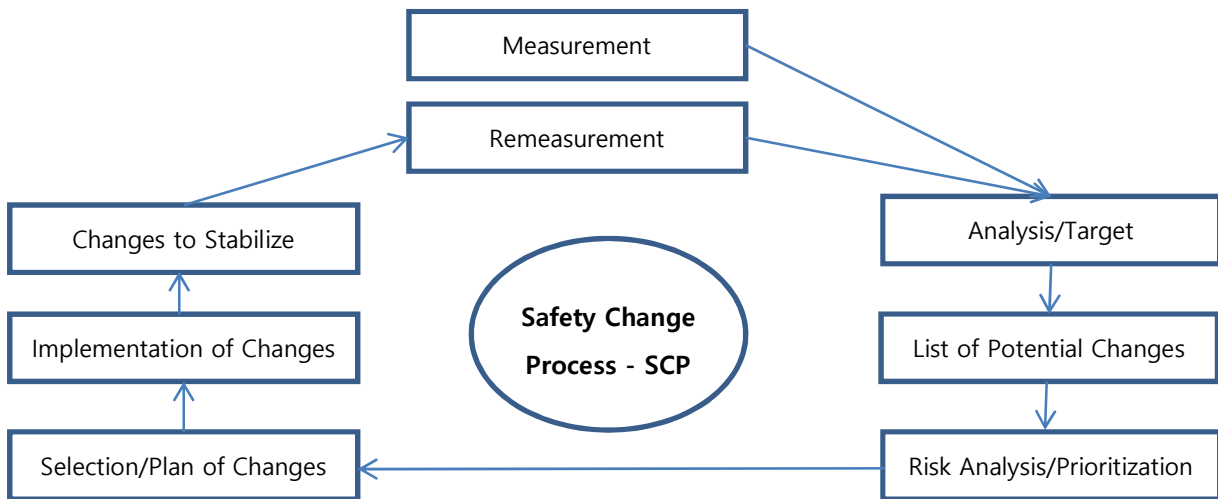 Measurement
Remeasurement
Changes to Stabilize
Analysis/Target
Safety Change
Process - SCP
Implementation of Changes
List of Potential Changes
Selection/Plan of Changes
Risk Analysis/Prioritization